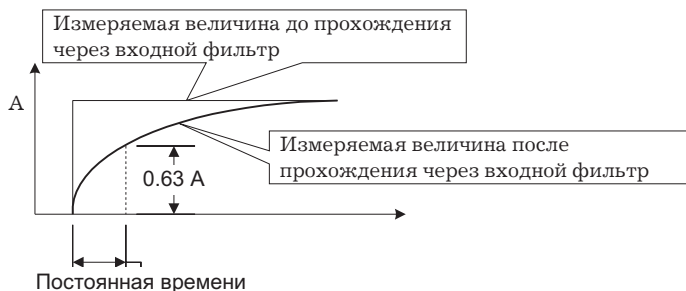 Измеряемая величина до прохождения
через входной фильтр
A
Измеряемая величина после
прохождения через входной фильтр
0.63 A
Постоянная времени